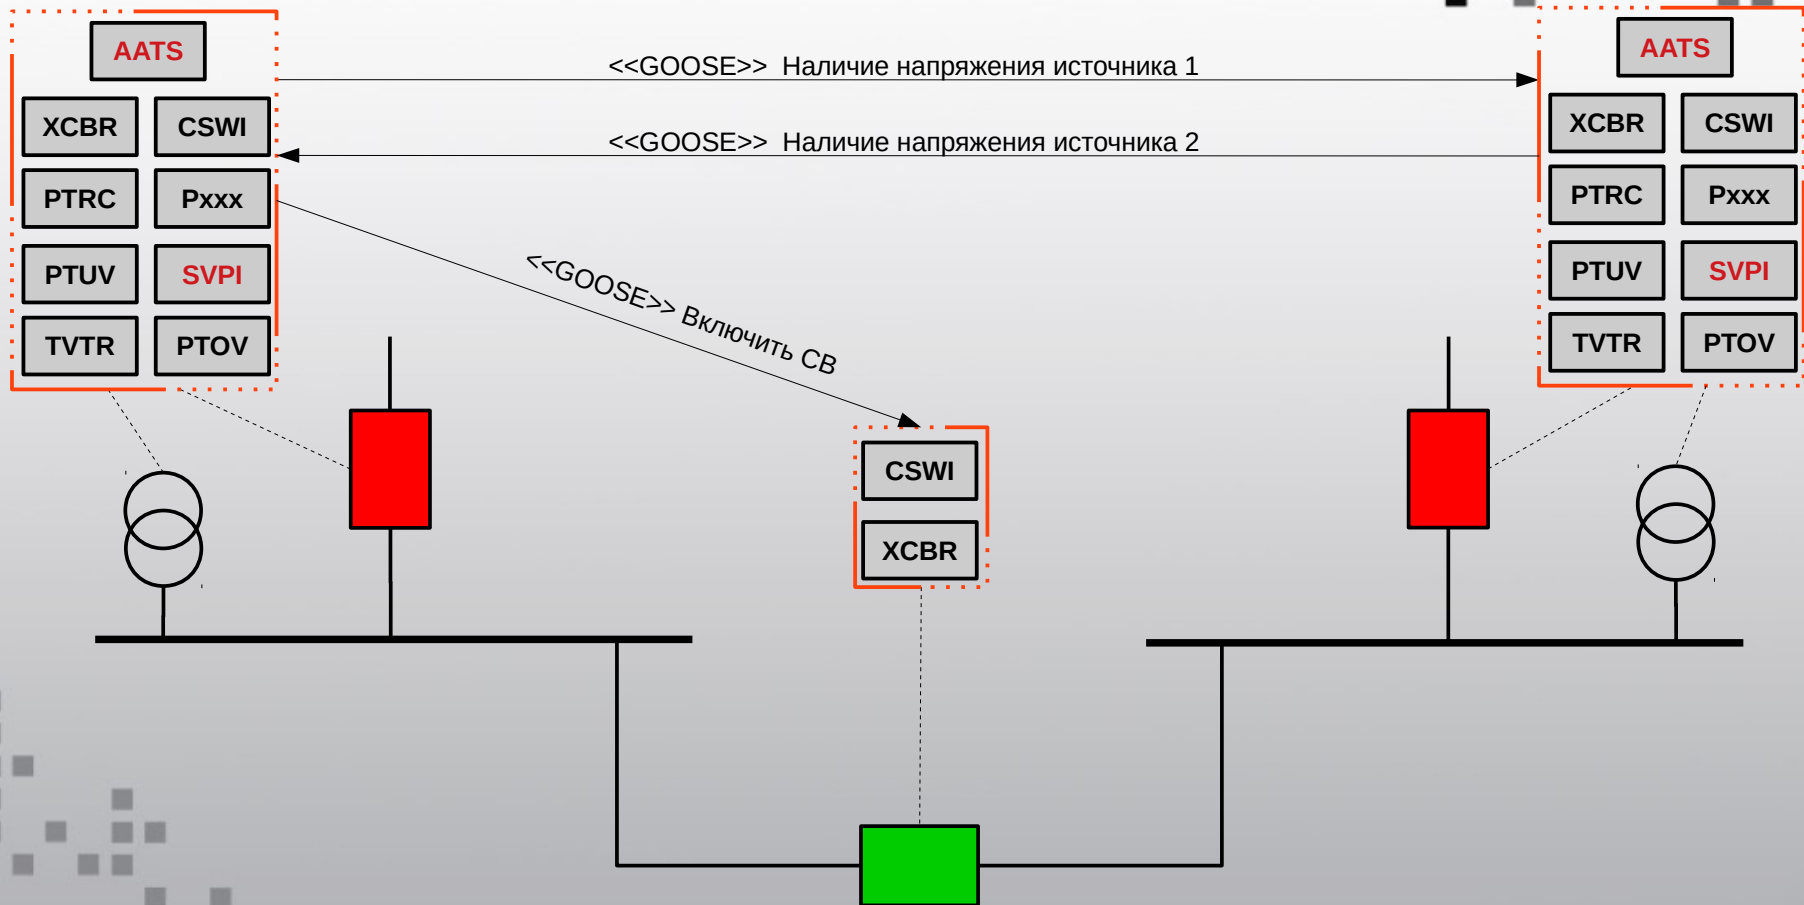 AATS
XCBR CSWI
PTRC Pxxx
PTUV SVPI
TVTR PTOV
<<GOOSE>> Наличие напряжения источника 1
<<GOOSE>> Наличие напряжения источника 2
<<GOOSE>> Включить СВ
AATS
XCBR CSWI
PTRC Pxxx
PTUV SVPI
TVTR PTOV
CSWI
XCBR